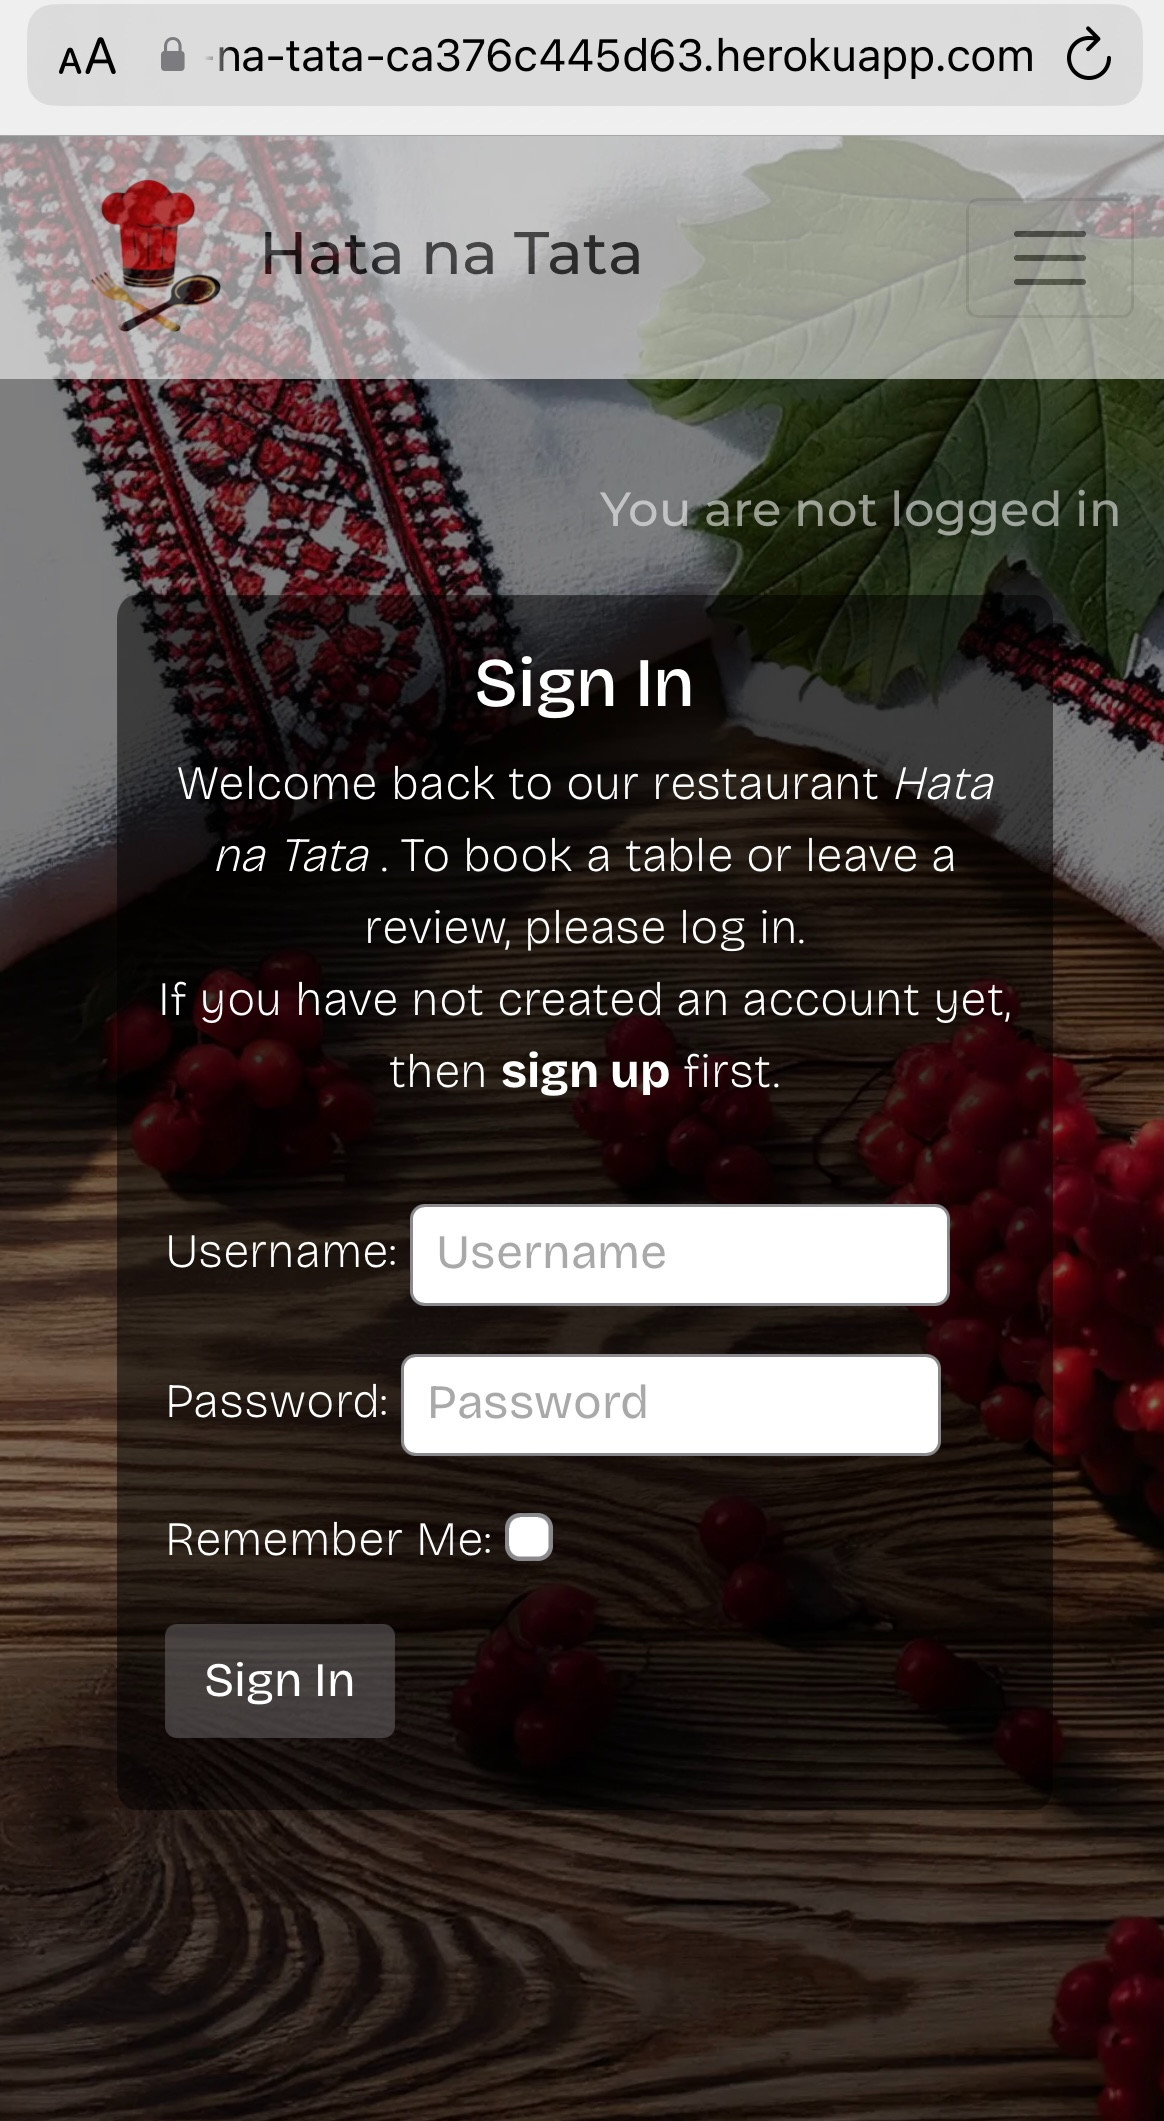 AA -na-tata-ca376c445d63.herokuapp.com
Hata na Tata
You are not logged in
Sign In
Welcome back to our restaurant Hata
na Tata . To book a table or leave a
review, please log in.
If you have not created an account yet,
then sign up first.
Username: Username
Password: Password
Remember Me:
Sign In